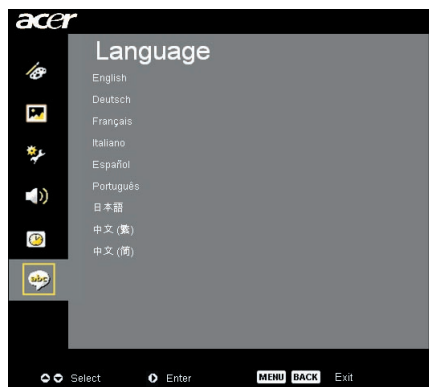 acer
Language
English
Deutsch
Français
Italiano
Español
Português
日本語
中文 (繁)
中文 (简)
abc
Select Enter MENU BACK Exit